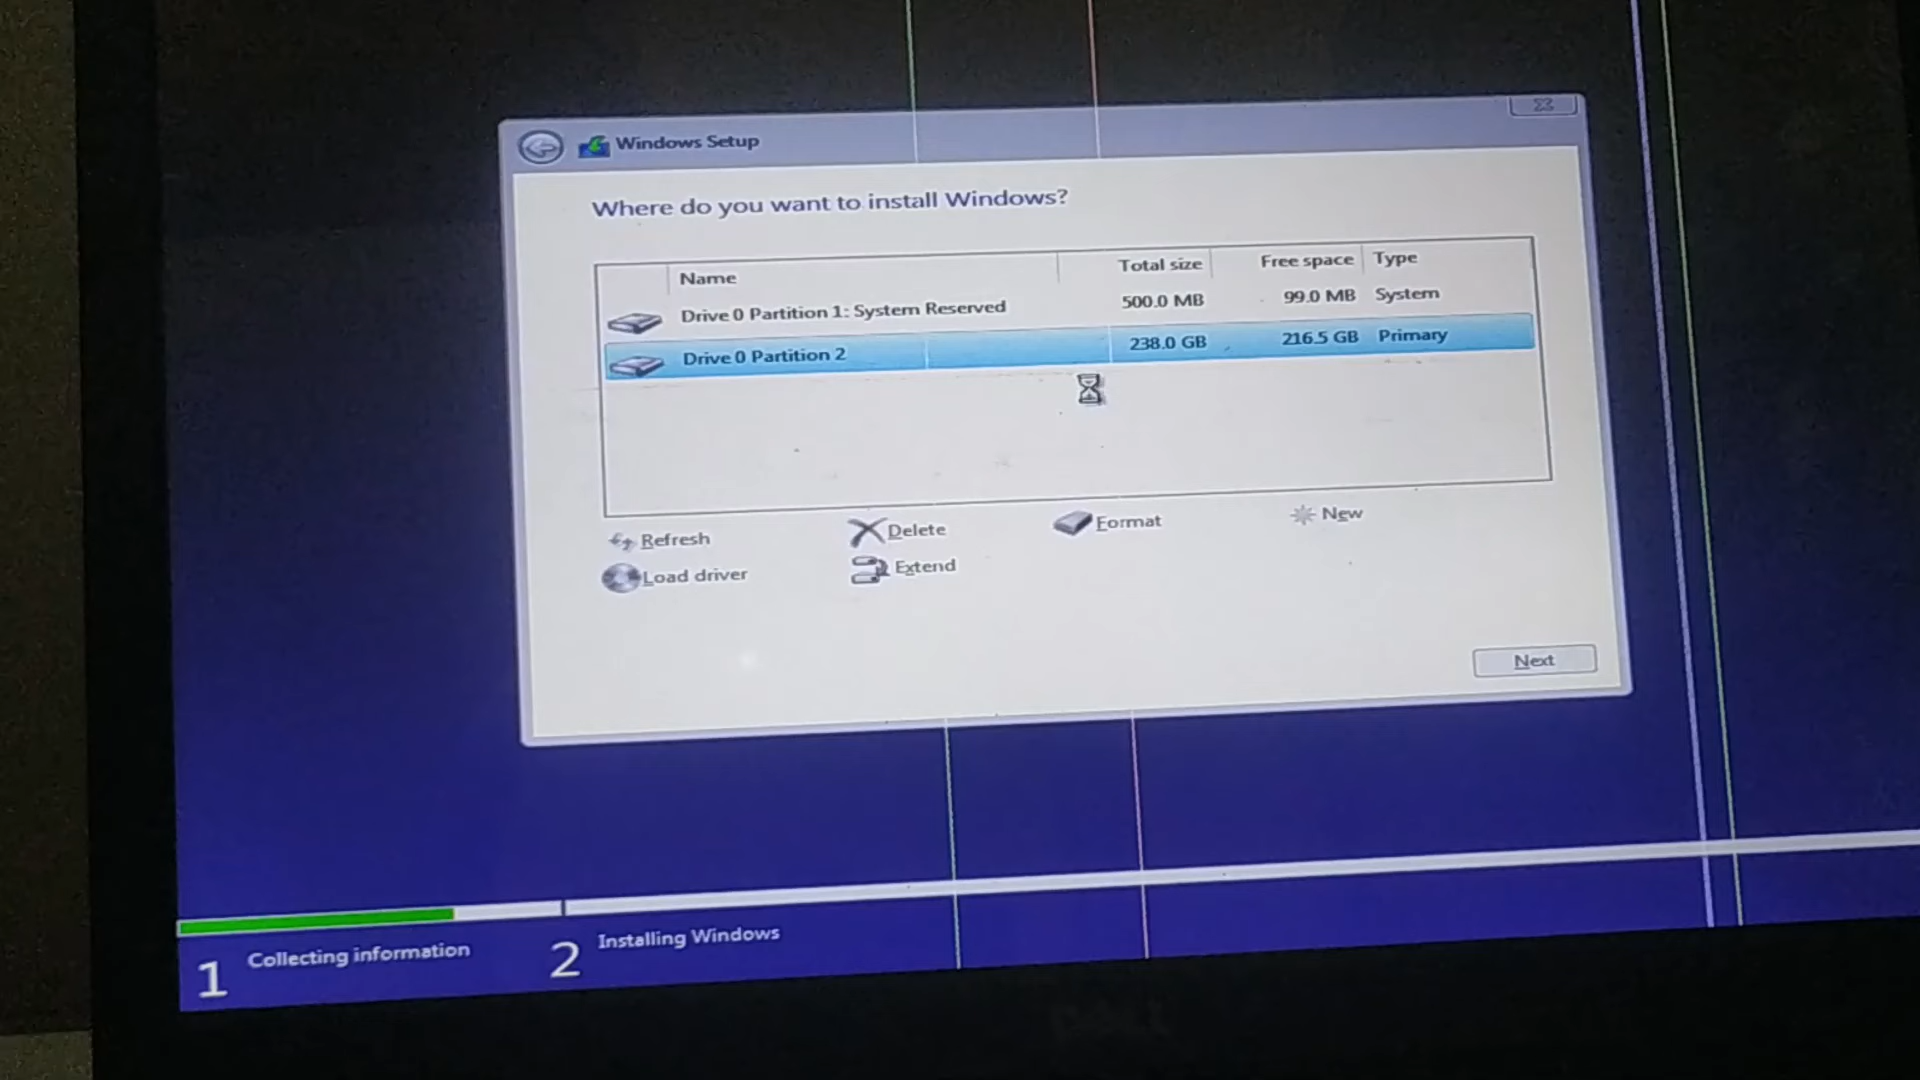 Windows Setup
Where do you want to install Windows?
Name Total size Free space Type
Drive 0 Partition 1: System Reserved 500.0 MB 99.0 MB System
Drive 0 Partition 2 238.0 GB 216.5 GB Primary
Refresh Delete Format New
Load driver Extend
Next
1 Collecting information 2 Installing Windows